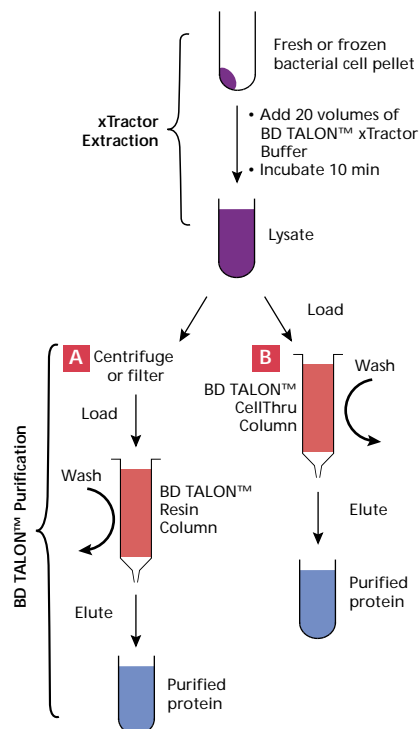 Fresh or frozen
bacterial cell pellet
xTractor
Extraction
• Add 20 volumes of
BD TALON™ xTractor
Buffer
• Incubate 10 min
Lysate
Load
A
Centrifuge
or filter
B
BD TALON™
CellThru
Column
Wash
Load
Wash
BD TALON™
Resin
Column
Elute
Purified
protein
Elute
Purified
protein
BD TALON™ Purification